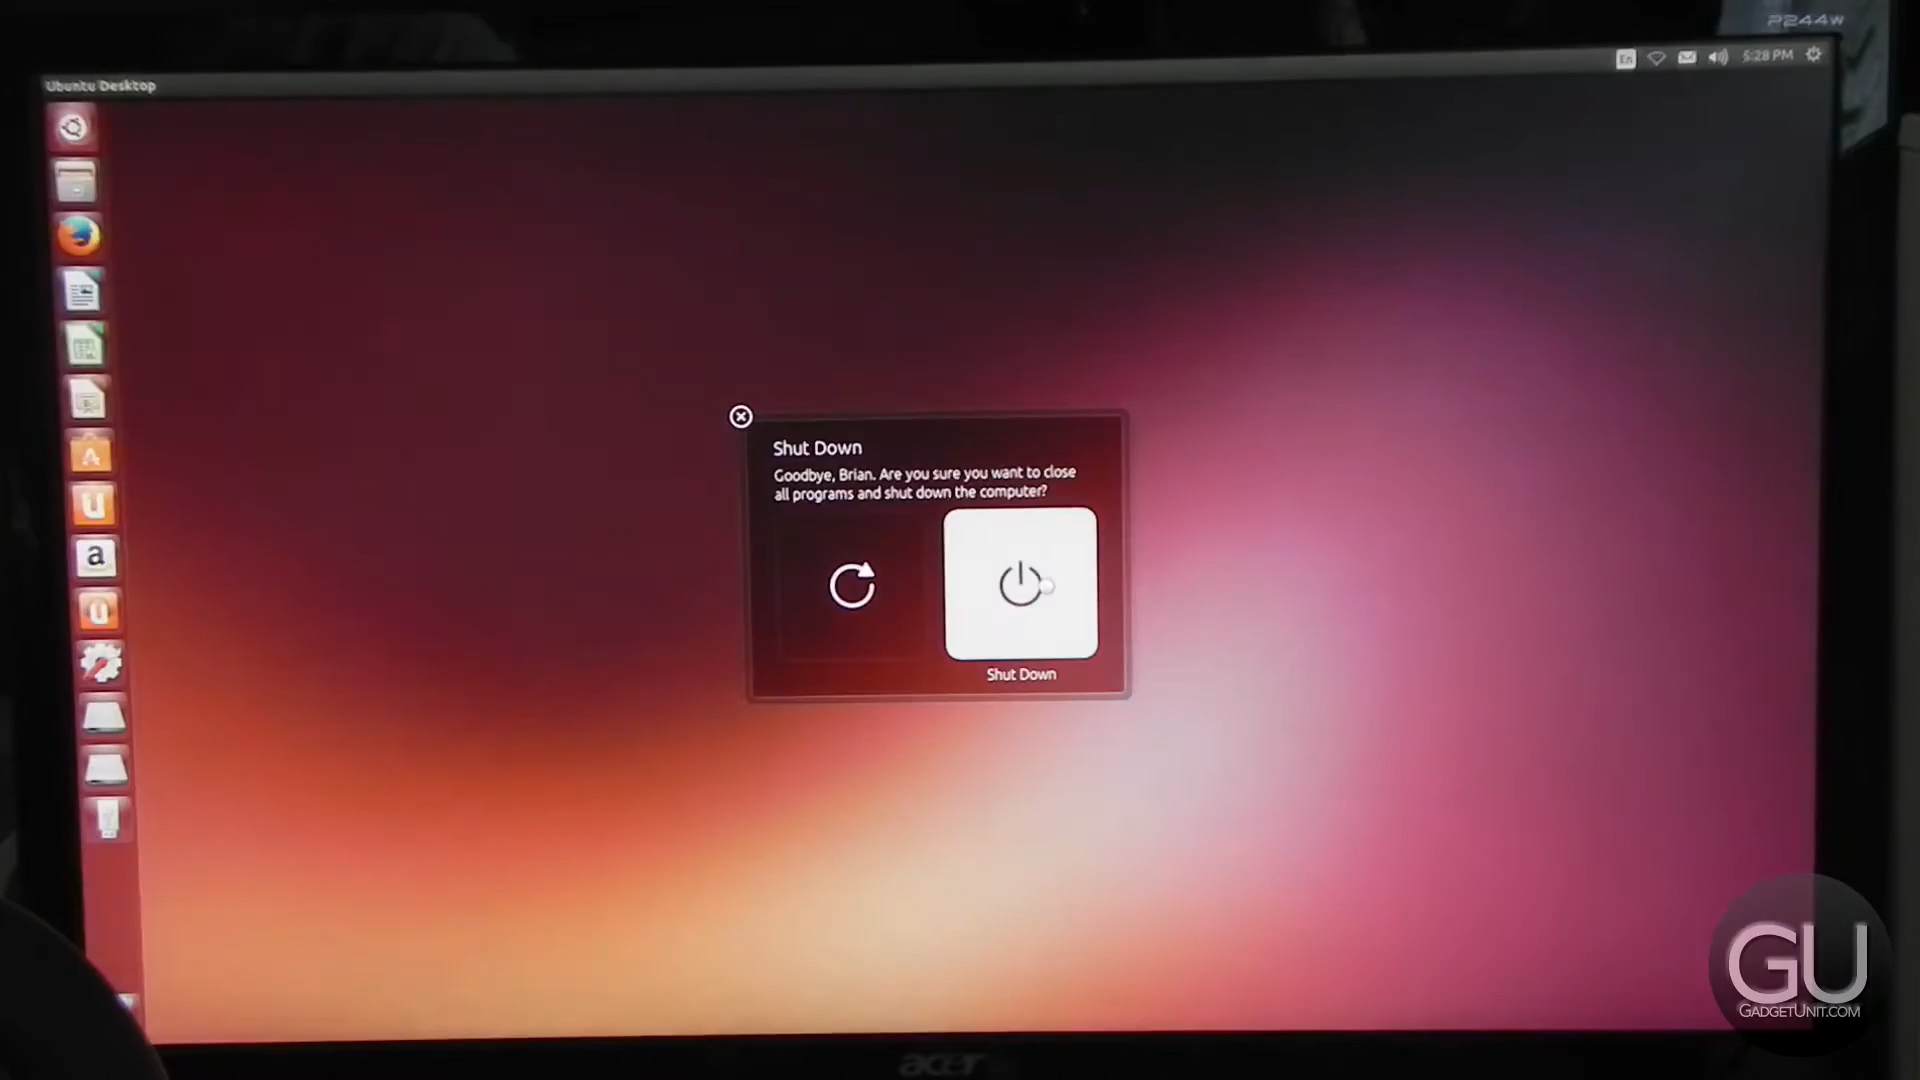 P244w
Ubuntu Desktop
En
5:28 PM
Shut Down
Goodbye, Brian. Are you sure you want to close
all programs and shut down the computer?
Shut Down
a
u
acer
GU
GADGETUNIT.COM